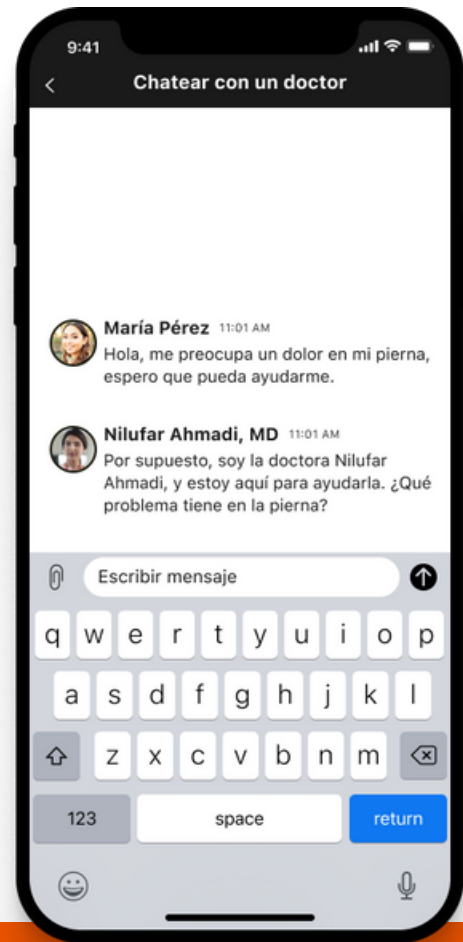 9:41
Chatear con un doctor
María Pérez 11:01 AM
Hola, me preocupa un dolor en mi pierna,
espero que pueda ayudarme.
Nilufar Ahmadi, MD 11:01 AM
Por supuesto, soy la doctora Nilufar
Ahmadi, y estoy aquí para ayudarla. ¿Qué
problema tiene en la pierna?
Escribir mensaje
q w e r t y u i o p
a s d f g h j k l
z x c v b n m
123 space return